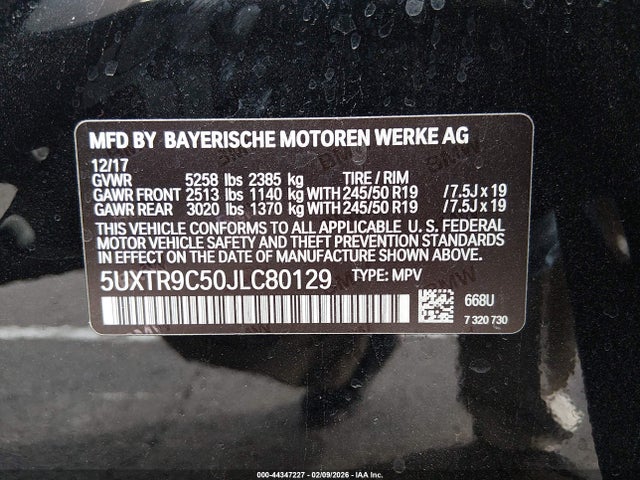 MFD BY BAYERISCHE MOTOREN WERKE AG
12/17
GVWR 5258 lbs 2385 kg TIRE / RIM
GAWR FRONT 2513 lbs 1140 kg WITH 245/50 R19 /7.5J x 19
GAWR REAR 3020 lbs 1370 kg WITH 245/50 R19 /7.5J x 19
THIS VEHICLE CONFORMS TO ALL APPLICABLE U. S. FEDERAL
MOTOR VEHICLE SAFETY AND THEFT PREVENTION STANDARDS
IN EFFECT ON THE DATE OF MANUFACTURE SHOWN ABOVE.
5UXTR9C50JLC80129 TYPE: MPV
668U
7 320 730
000-44347227 - 02/09/2026 - IAA Inc.